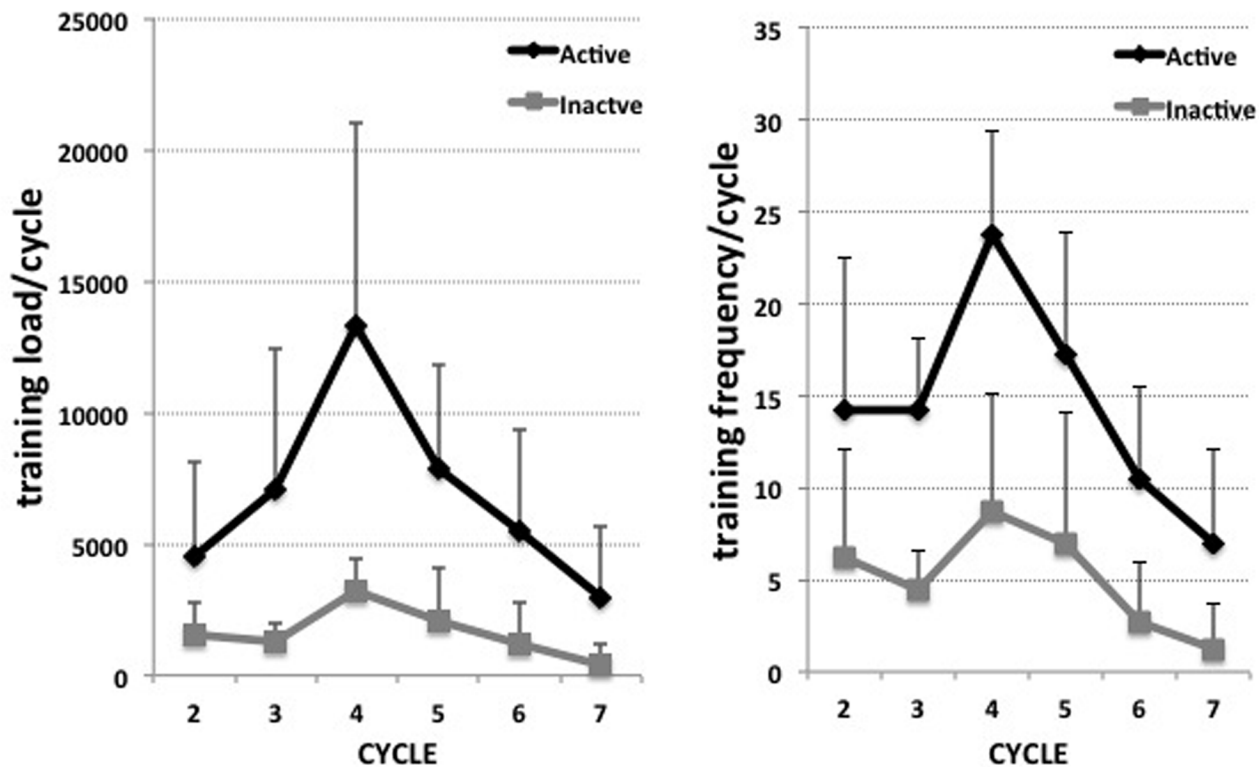 25000
20000
15000
10000
5000
0
training load/cycle
Active
Inactve
2 3 4 5 6 7
CYCLE
35
30
25
20
15
10
5
0
training frequency/cycle
Active
Inactive
2 3 4 5 6 7
CYCLE